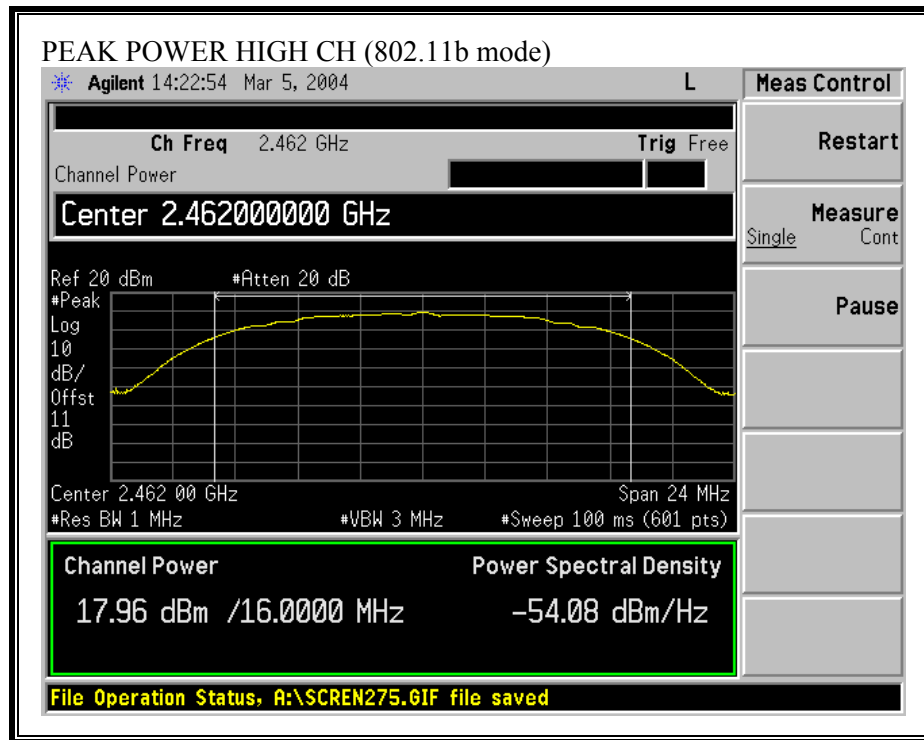 PEAK POWER HIGH CH (802.11b mode)
Agilent 14:22:54 Mar 5, 2004 L
Meas Control
Ch Freq 2.462 GHz Trig Free
Restart
Channel Power
Center 2.462000000 GHz
Measure
Single Cont
Ref 20 dBm #Atten 20 dB
#Peak
Pause
Log
10
dB/
Offst
11
dB
Center 2.462 00 GHz Span 24 MHz
#Res BW 1 MHz #VBW 3 MHz #Sweep 100 ms (601 pts)
Channel Power Power Spectral Density
17.96 dBm /16.0000 MHz -54.08 dBm/Hz
File Operation Status, A:\SCREN275.GIF file saved